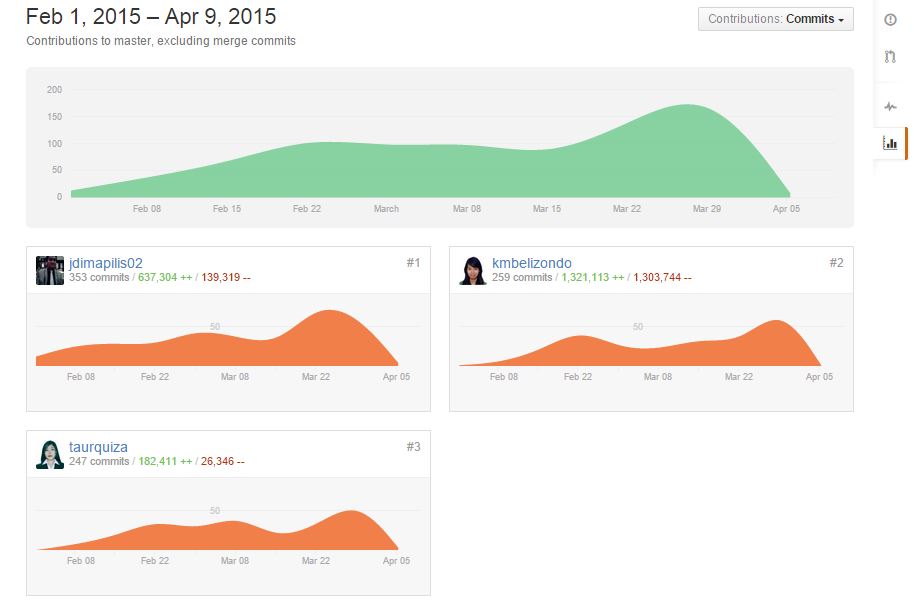 Feb 1, 2015 – Apr 9, 2015
Contributions: Commits
Contributions to master, excluding merge commits
200
150
100
50
0
Feb 08 Feb 15 Feb 22 March Mar 08 Mar 15 Mar 22 Mar 29 Apr 05
jdimapilis02 #1
353 commits / 637,304 ++ / 139,319 --
50
Feb 08 Feb 22 Mar 08 Mar 22 Apr 05
kmbelizondo #2
259 commits / 1,321,113 ++ / 1,303,744 --
50
Feb 08 Feb 22 Mar 08 Mar 22 Apr 05
taurquiza #3
247 commits / 182,411 ++ / 26,346 --
50
Feb 08 Feb 22 Mar 08 Mar 22 Apr 05